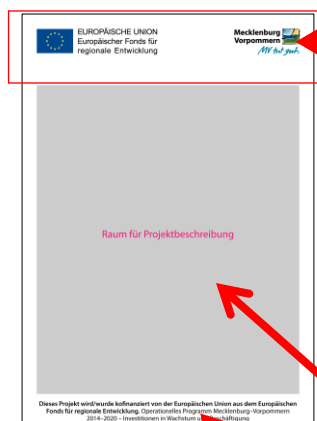 EUROPÄISCHE UNION
Europäischer Fonds für
regionale Entwicklung
Mecklenburg
Vorpommern
MV tut gut.
Raum für Projektbeschreibung
Dieses Projekt wird/wurde kofinanziert von der Europäischen Union aus dem Europäischen
Fonds für regionale Entwicklung. Operationelles Programm Mecklenburg-Vorpommern
2014–2020 – Investitionen in Wachstum und Beschäftigung